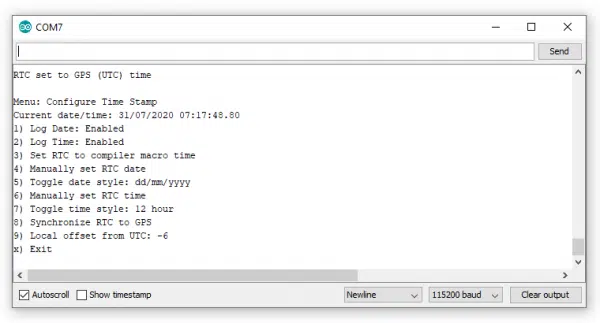 COM7
Send
RTC set to GPS (UTC) time
Menu: Configure Time Stamp
Current date/time: 31/07/2020 07:17:48.80
1) Log Date: Enabled
2) Log Time: Enabled
3) Set RTC to compiler macro time
4) Manually set RTC date
5) Toggle date style: dd/mm/yyyy
6) Manually set RTC time
7) Toggle time style: 12 hour
8) Synchronize RTC to GPS
9) Local offset from UTC: -6
x) Exit
Autoscroll Show timestamp Newline 115200 baud Clear output